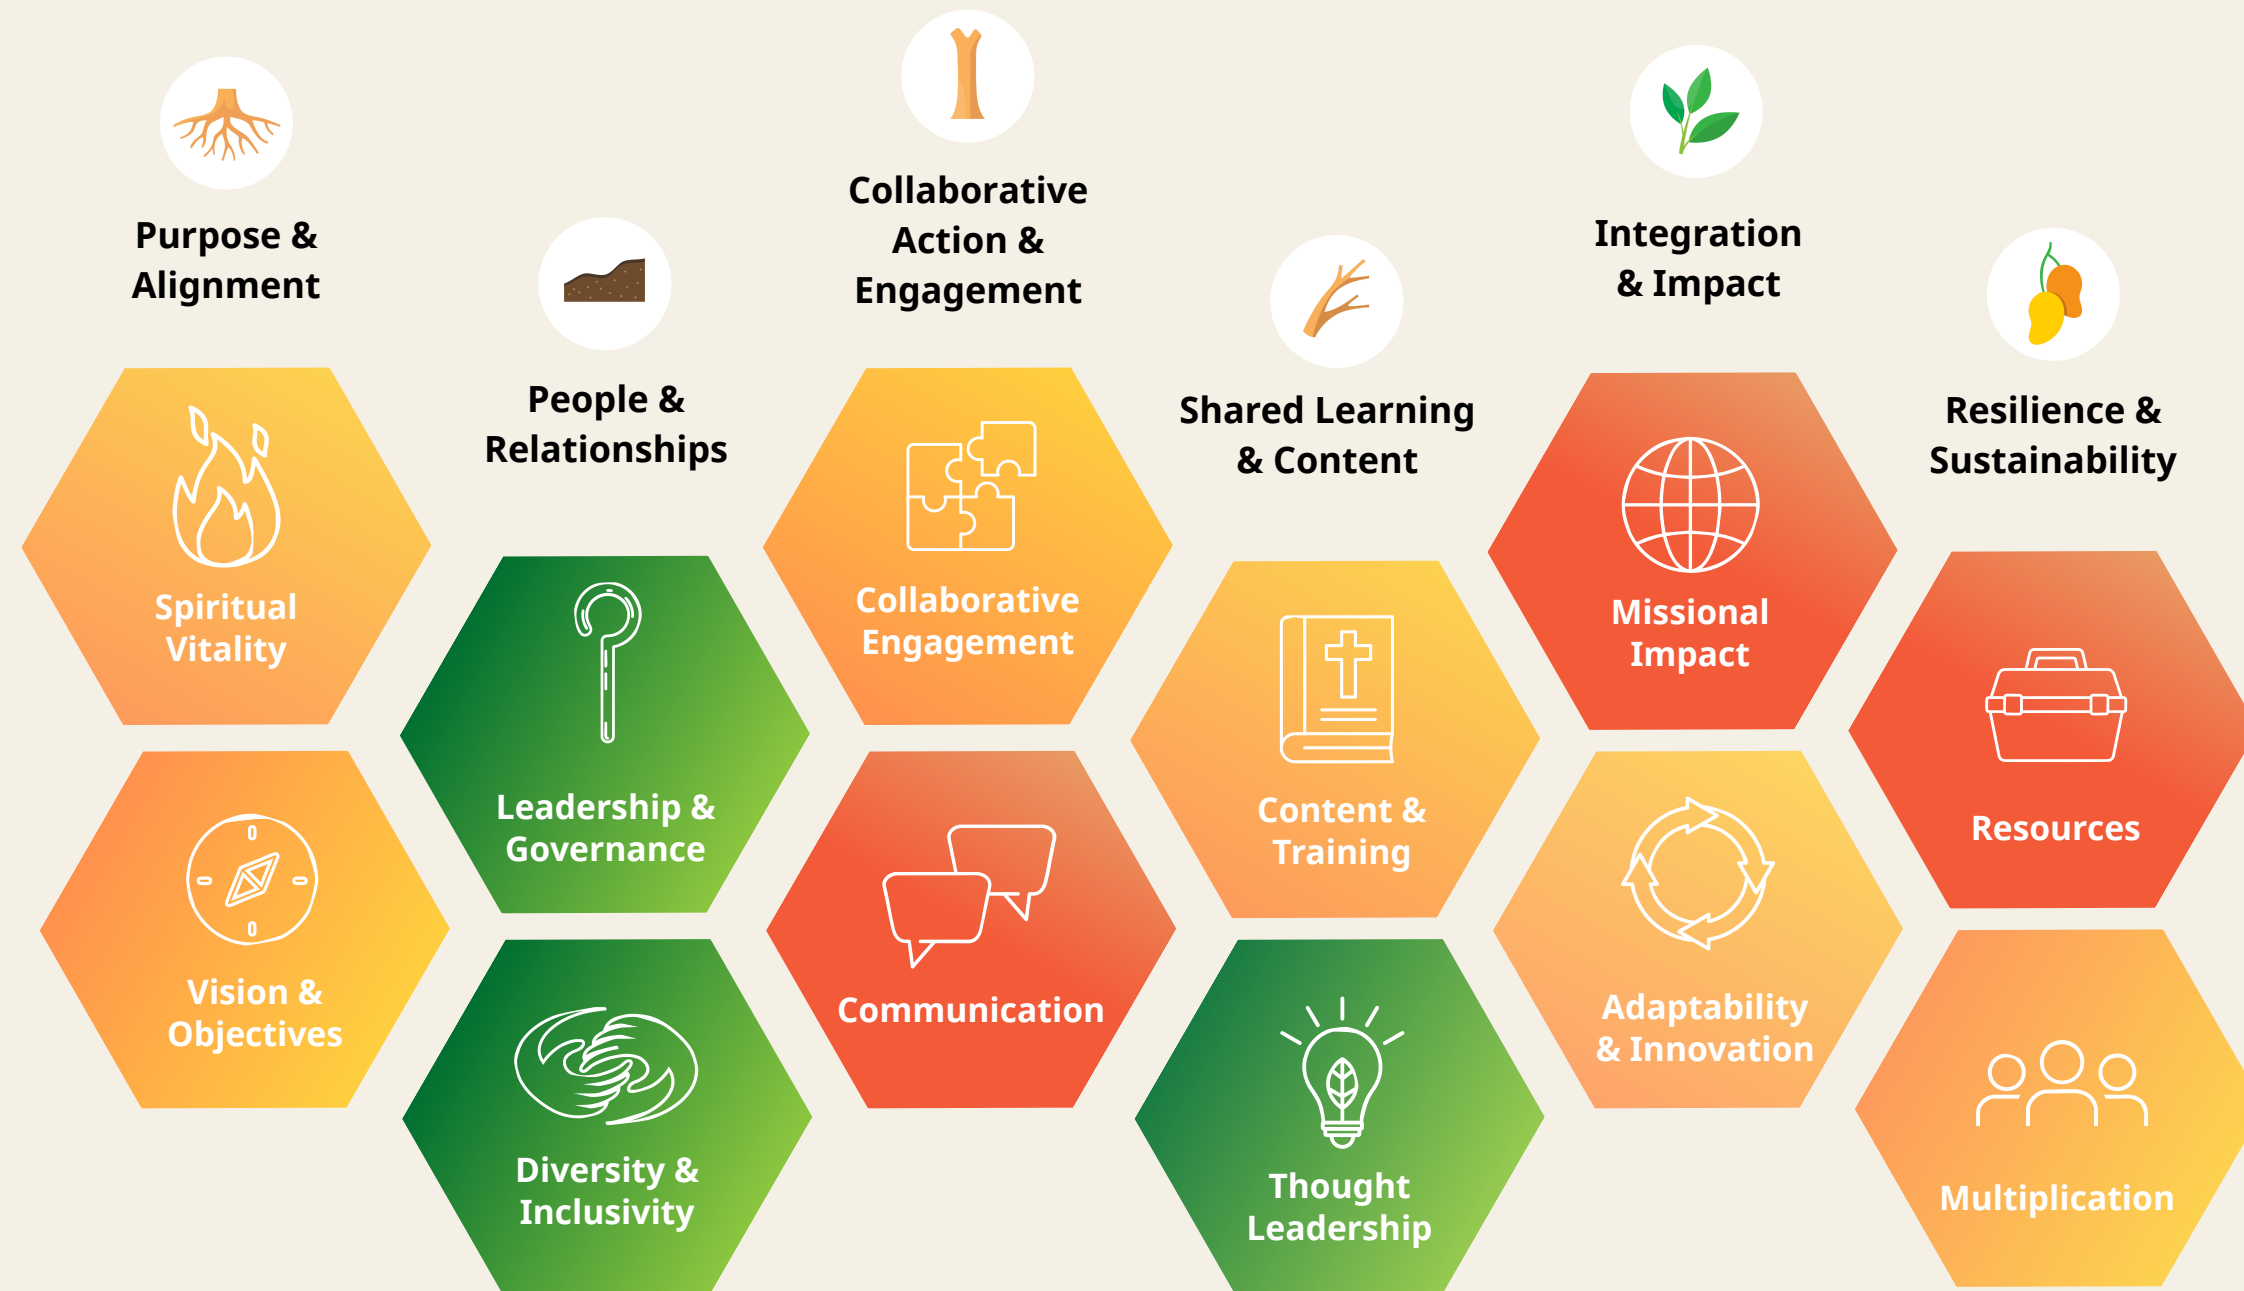 Purpose &
Alignment
Spiritual
Vitality
Vision &
Objectives
People &
Relationships
Leadership &
Governance
Diversity &
Inclusivity
Collaborative
Action &
Engagement
Collaborative
Engagement
Communication
Shared Learning
& Content
Content &
Training
Thought
Leadership
Integration
& Impact
Missional
Impact
Adaptability
& Innovation
Resilience &
Sustainability
Resources
Multiplication